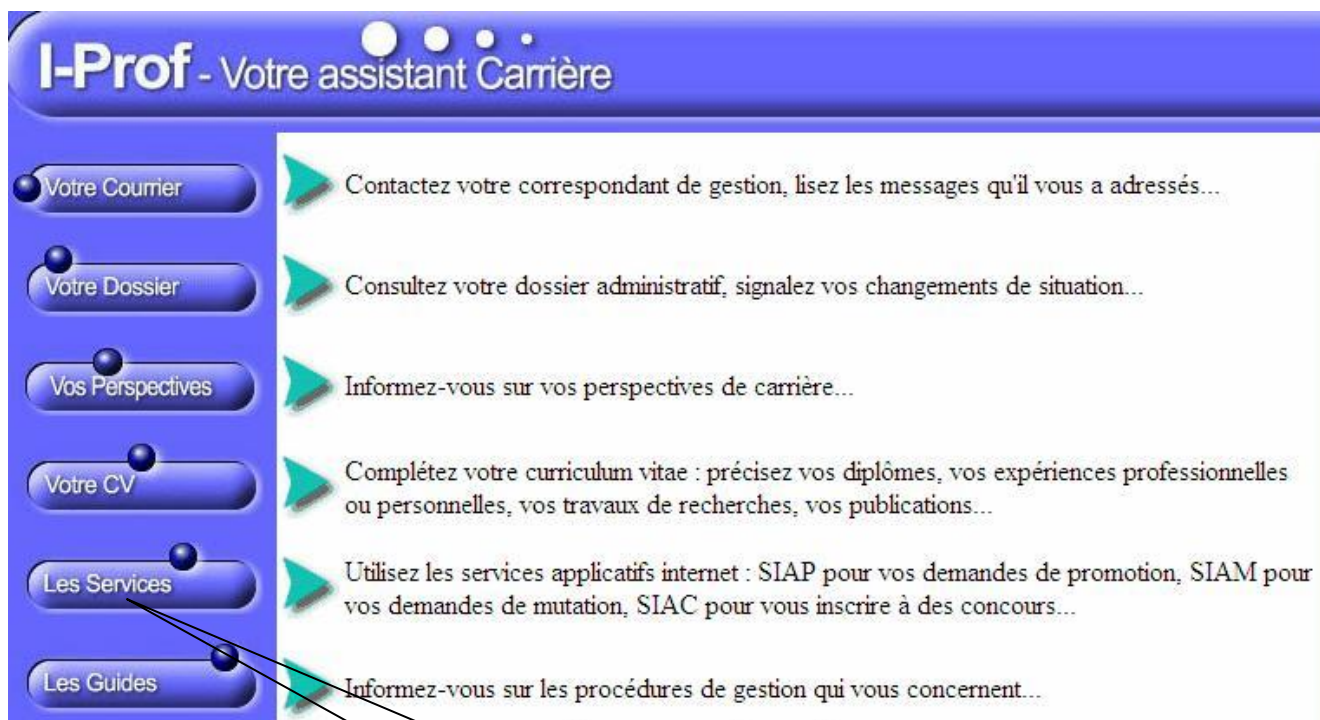 I-Prof - Votre assistant Carrière
Votre Courrier
Contactez votre correspondant de gestion, lisez les messages qu'il vous a adressés...
Votre Dossier
Consultez votre dossier administratif, signalez vos changements de situation...
Vos Perspectives
Informez-vous sur vos perspectives de carrière...
Votre CV
Complétez votre curriculum vitae : précisez vos diplômes, vos expériences professionnelles
ou personnelles, vos travaux de recherches, vos publications...
Les Services
Utilisez les services applicatifs internet : SIAP pour vos demandes de promotion, SIAM pour
vos demandes de mutation, SIAC pour vous inscrire à des concours...
Les Guides
Informez-vous sur les procédures de gestion qui vous concernent...